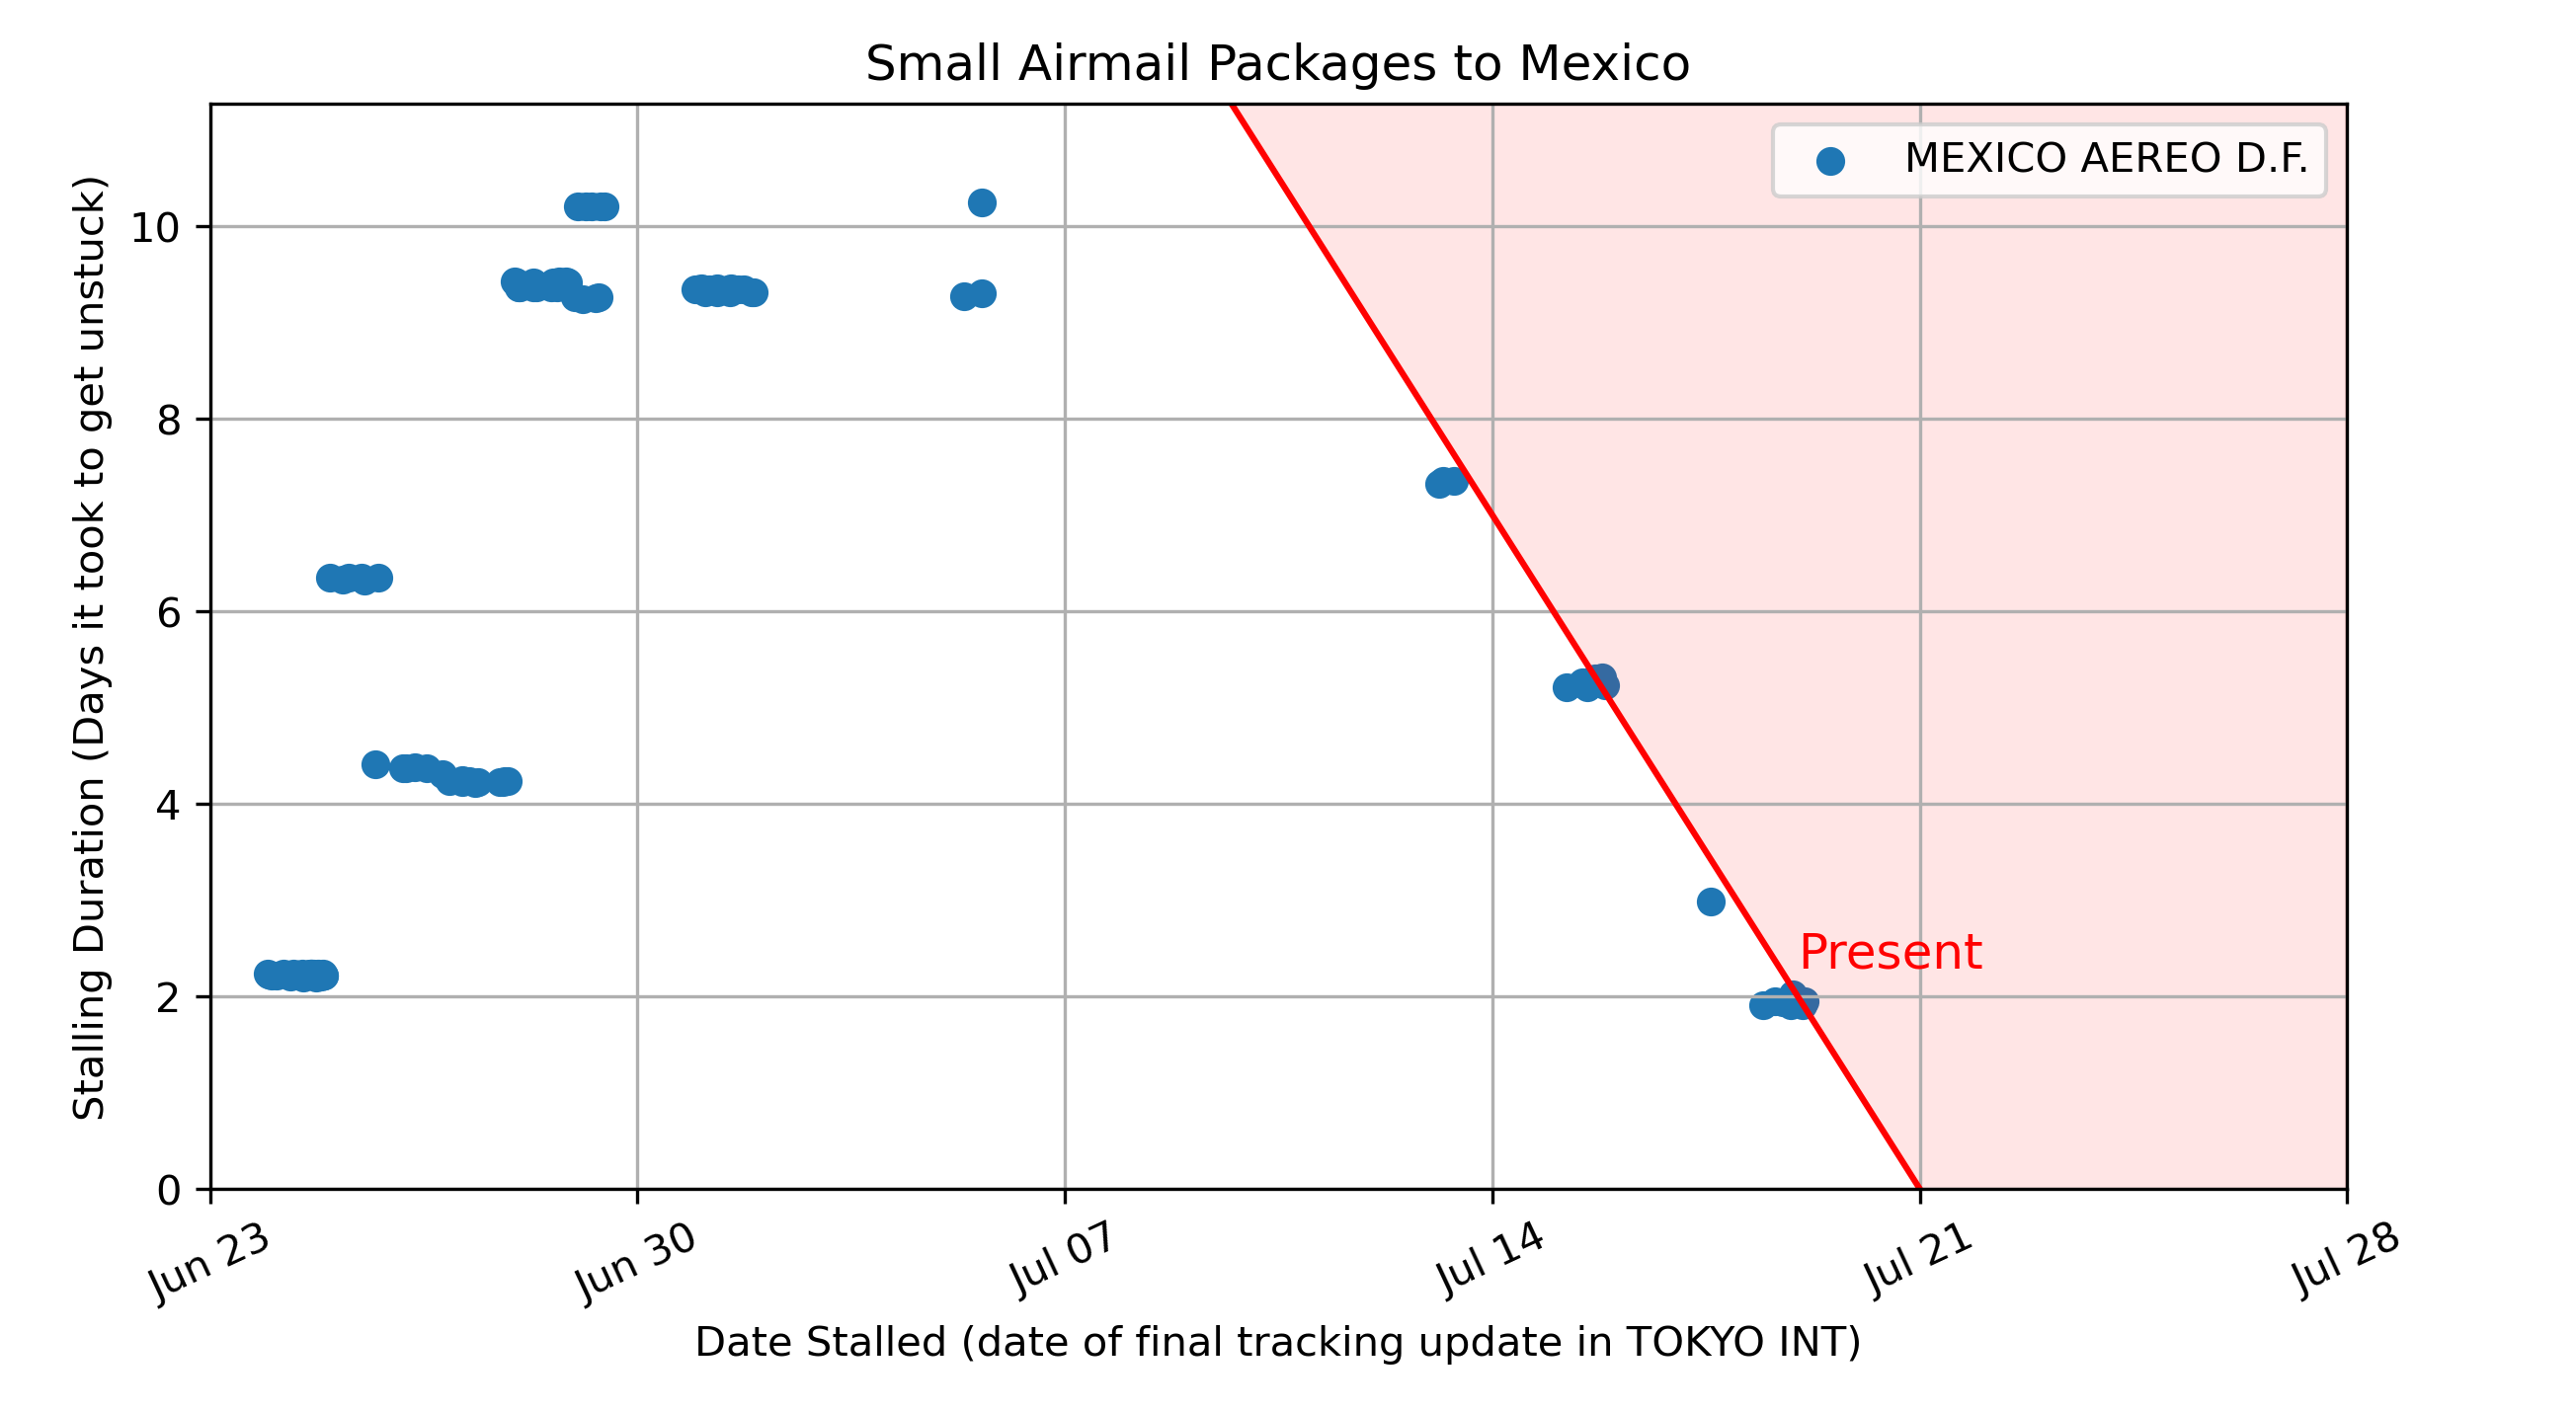 Small Airmail Packages to Mexico
MEXICO AEREO D.F.
Stalling Duration (Days it took to get unstuck)
10
8
6
4
2
0
Present
Jun 23
Jun 30
Jul 07
Jul 14
Jul 21
Jul 28
Date Stalled (date of final tracking update in TOKYO INT)